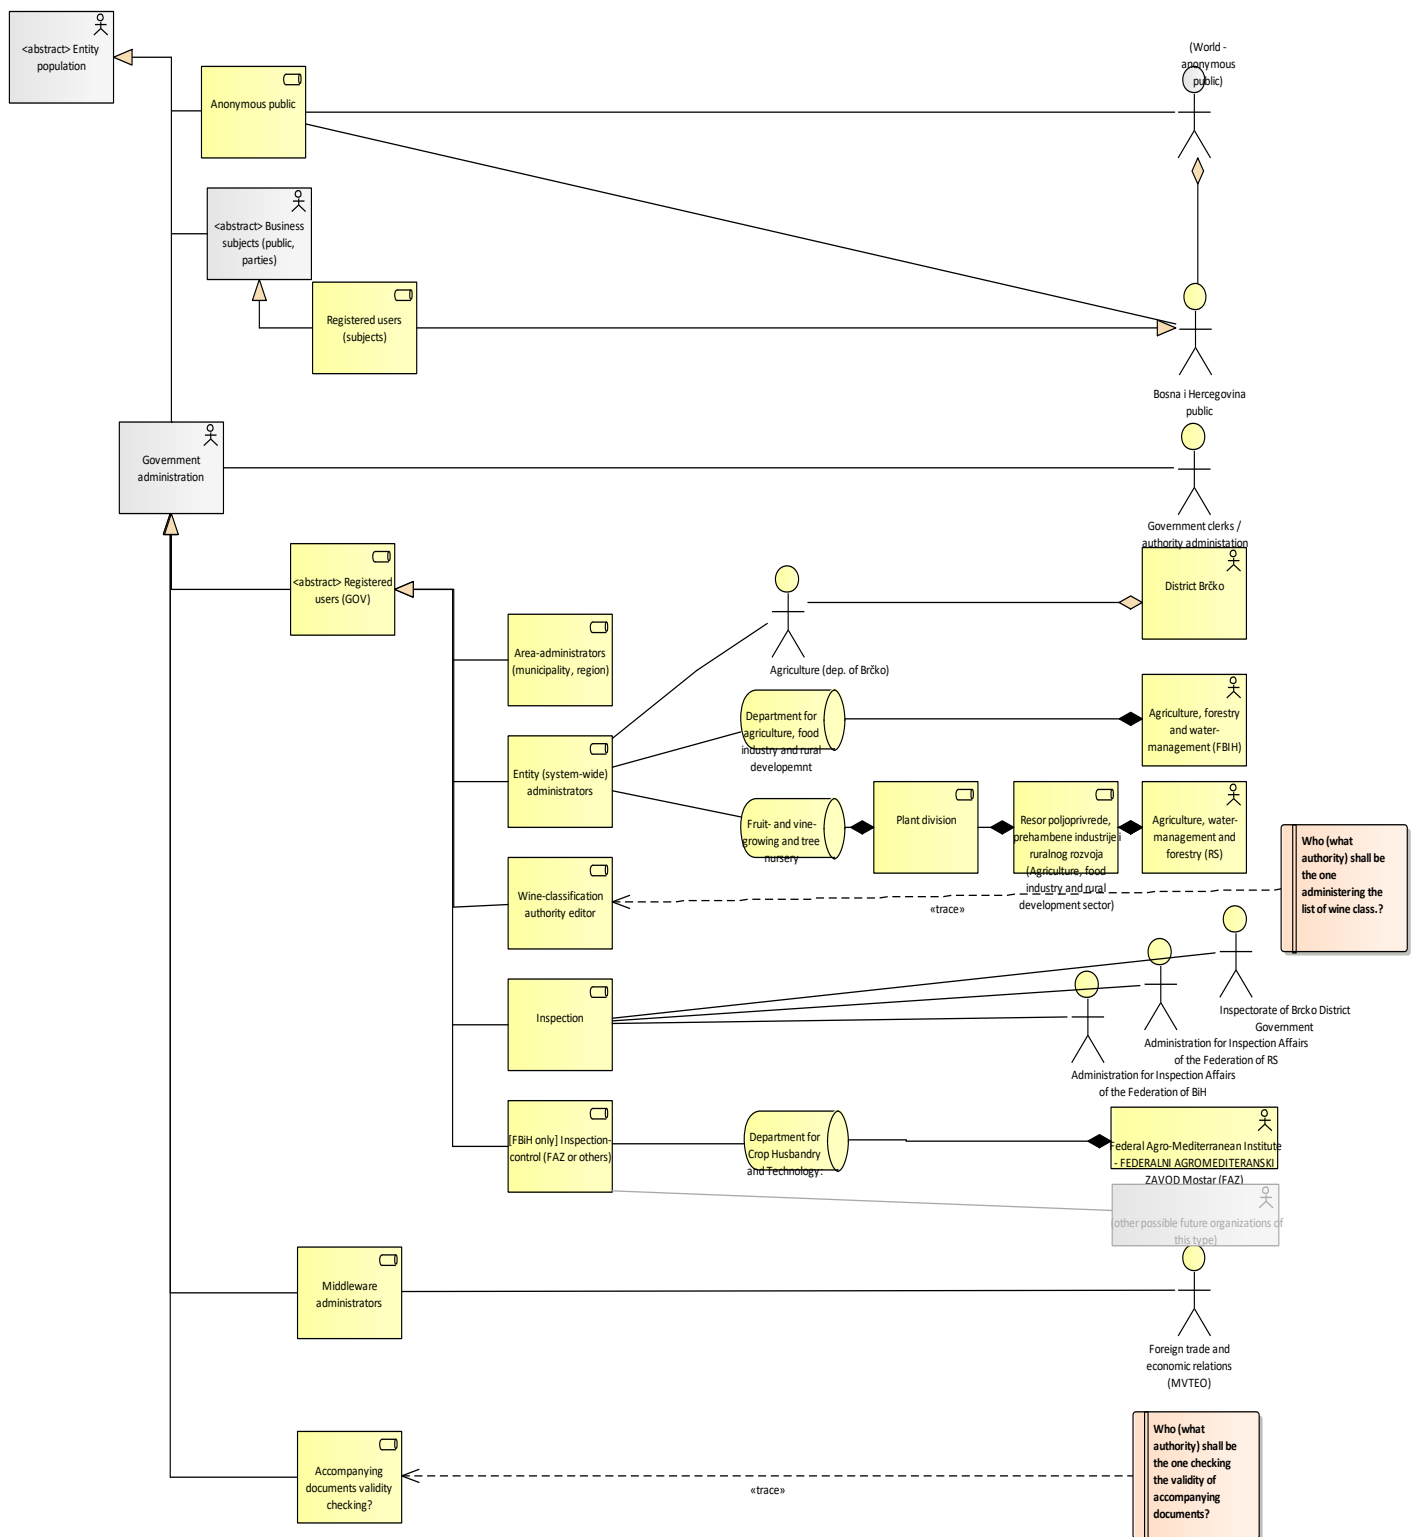 <abstract> Entity
population
(World -
anonymous
public)
Anonymous public
<abstract> Business
subjects (public,
parties)
Registered users
(subjects)
Bosna i Hercegovina
public
Government
administration
Government clerks /
authority administation
<abstract> Registered
users (GOV)
District Brčko
Area-administrators
(municipality, region)
Agriculture (dep. of Brčko)
Department for
agriculture, food
industry and rural
developemnt
Agriculture, forestry
and water-
management (FBIH)
Entity (system-wide)
administrators
Fruit- and vine-
growing and tree
nursery
Plant division
Resor poljoprivrede,
prehambene industrije i
ruralnog rozvoja
(Agriculture, food
industry and rural
development sector)
Agriculture, water-
management and
forestry (RS)
Who (what
authority) shall be
the one
administering the
list of wine class.?
Wine-classification
authority editor
«trace»
Inspection
Inspectorate of Brcko District
Government
Administration for Inspection Affairs
of the Federation of RS
Administration for Inspection Affairs
of the Federation of BiH
[FBiH only] Inspection-
control (FAZ or others)
Department for
Crop Husbandry
and Technology:
Federal Agro-Mediterranean Institute
- FEDERALNI AGROMEDITERANSKI
ZAVOD Mostar (FAZ)
(other possible future organizations of
this type)
Middleware
administrators
Foreign trade and
economic relations
(MVTEO)
Accompanying
documents validity
checking?
«trace»
Who (what
authority) shall be
the one checking
the validity of
accompanying
documents?